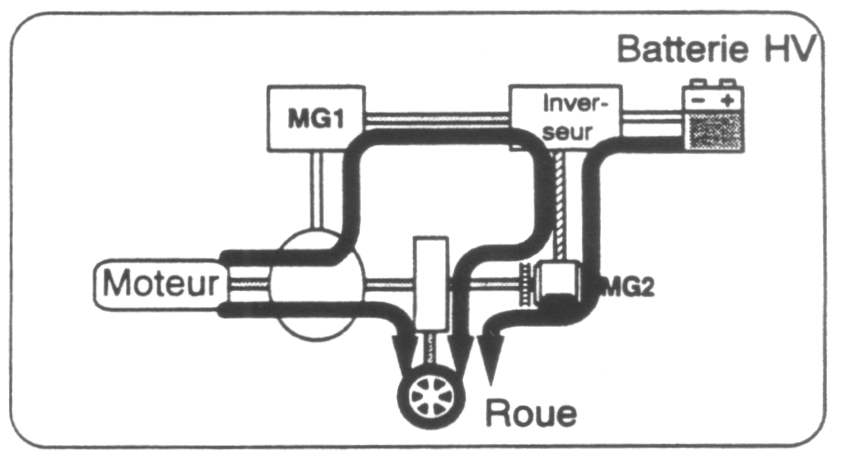 Batterie HV
MG1
Inver-
seur
- +
Moteur
MG2
Roue